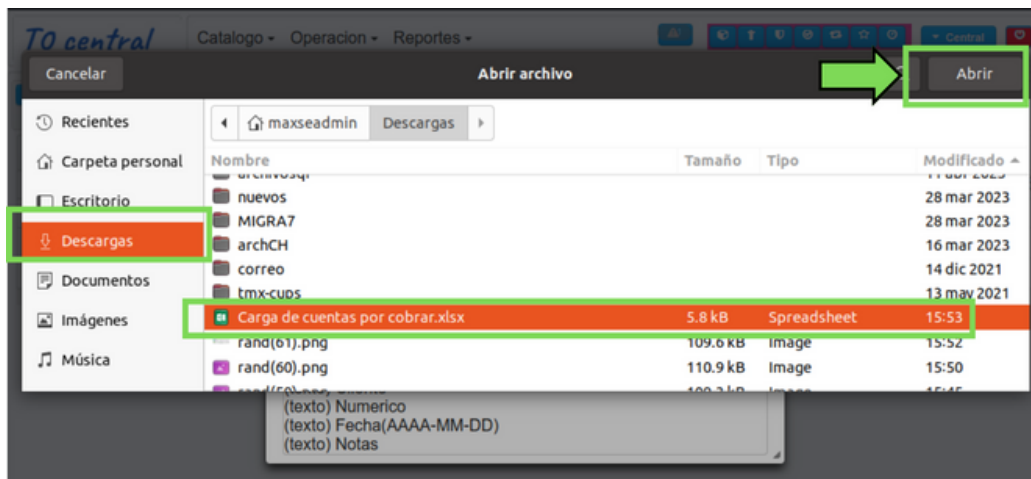 TO central
Catalogo Operacion Reportes
Central
Cancelar
Abrir archivo
Abrir
Recientes
Carpeta personal
Escritorio
Descargas
Documentos
Imágenes
Música
maxseadmin Descargas
Nombre Tamaño Tipo Modificado
archivosql 11 abr 2023
nuevos 28 mar 2023
MIGRA7 28 mar 2023
archCH 16 mar 2023
correo 14 dic 2021
tmx-cups 13 may 2021
Carga de cuentas por cobrar.xlsx 5.8 kB Spreadsheet 15:53
rand(61).png 109.6 kB Image 15:52
rand(60).png 110.9 kB Image 15:50
(texto) Numerico
(texto) Fecha(AAAA-MM-DD)
(texto) Notas